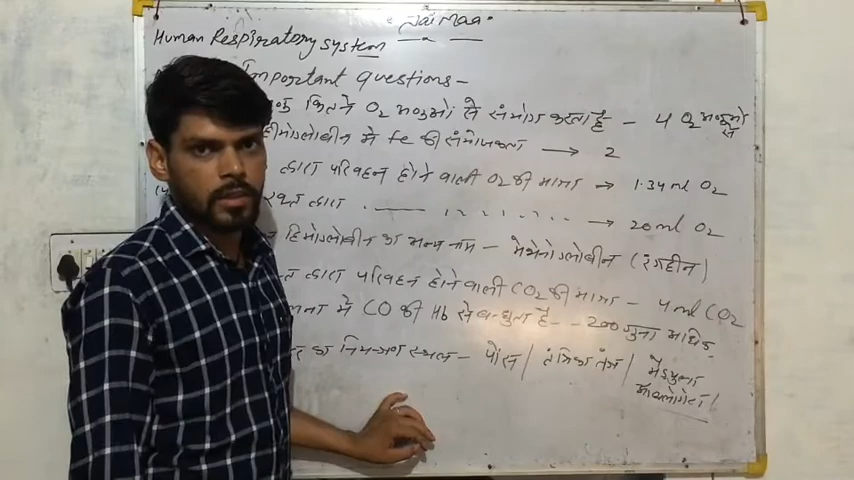 Jai Maa
Human Respiratory system
Important questions -
कितने O2 अणुओं से संयोग करता है - 4 O2 अणुओं से
हीमोग्लोबीन में Fe की संयोजकता → 2
द्वारा परिवहन होने वाली O2 की मात्रा → 1.34 ml O2
रक्त द्वारा → 20 ml O2
हिमोग्लोबीन का अन्य नाम - (रंगहीन)
द्वारा परिवहन होने वाली CO2 की मात्रा - 4 ml CO2
में CO की Hb से बन्धुता है - - 200 गुना अधिक
का नियन्त्रण स्थल - पोंस / तंत्रिका तंत्र / मेडुला